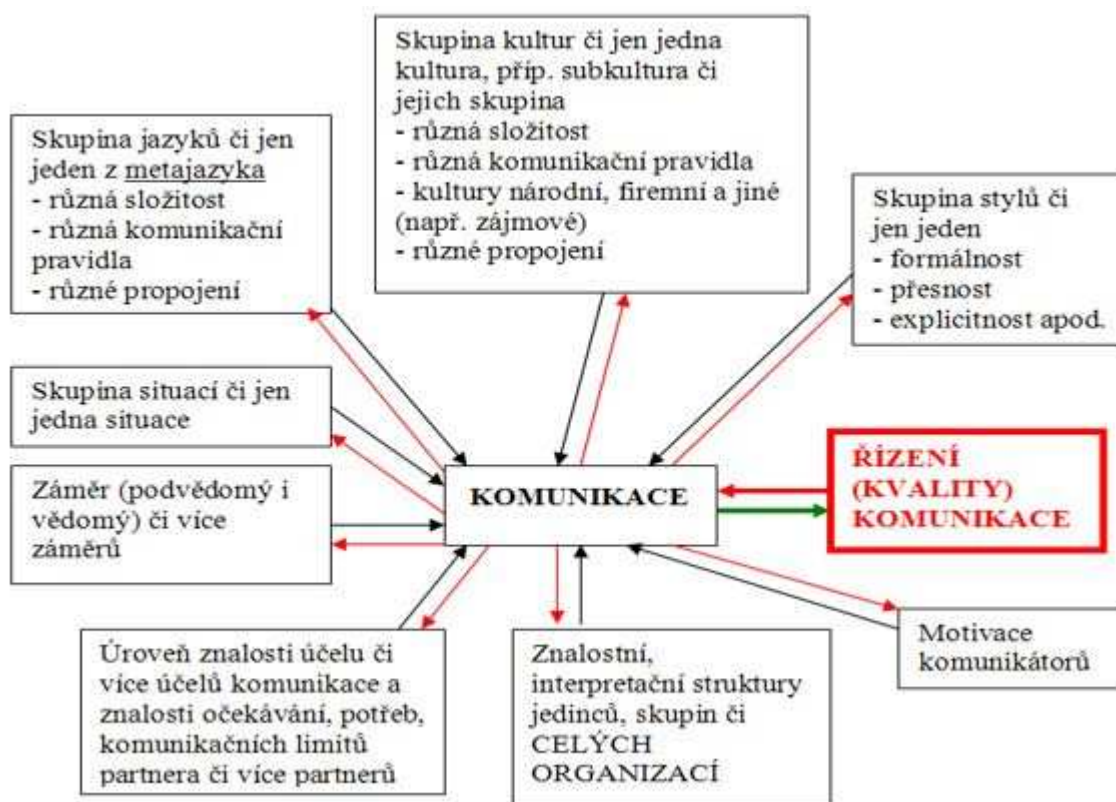 Skupina kultur či jen jedna
kultura, příp. subkultura či
jejich skupina
- různá složitost
- různá komunikační pravidla
- kultury národní, firemní a jiné
(např. zájmové)
- různé propojení
Skupina jazyků či jen
jeden z metajazyka
- různá složitost
- různá komunikační
pravidla
- různé propojení
Skupina stylů či
jen jeden
- formálnost
- přesnost
- explicitnost apod.
Skupina situací či jen
jedna situace
KOMUNIKACE
ŘÍZENÍ
(KVALITY)
KOMUNIKACE
Záměr (podvědomý i
vědomý) či více
záměrů
Úroveň znalosti účelu či
více účelů komunikace a
znalosti očekávání, potřeb,
komunikačních limitů
partnera či více partnerů
Znalostní,
interpretační struktury
jedinců, skupin či
CELÝCH
ORGANIZACÍ
Motivace
komunikátorů